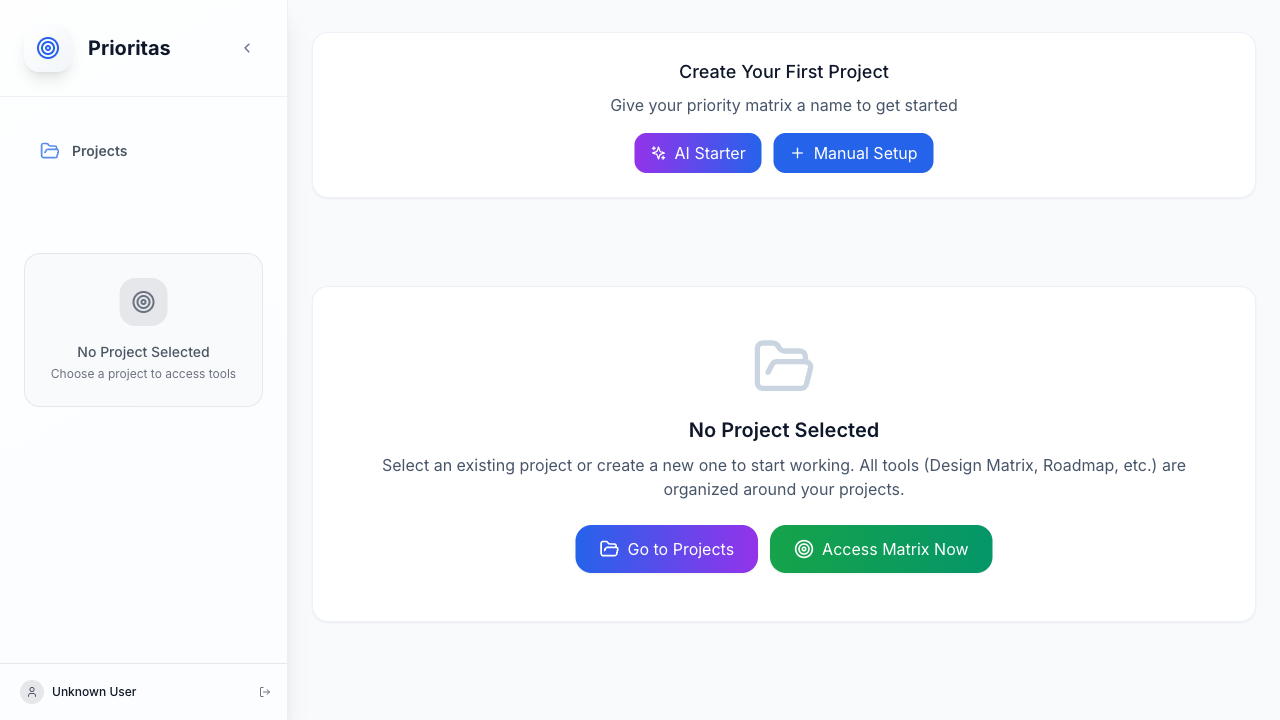 Prioritas
Projects
No Project Selected
Choose a project to access tools
Unknown User
Create Your First Project
Give your priority matrix a name to get started
AI Starter
Manual Setup
No Project Selected
Select an existing project or create a new one to start working. All tools (Design Matrix, Roadmap, etc.) are
organized around your projects.
Go to Projects
Access Matrix Now